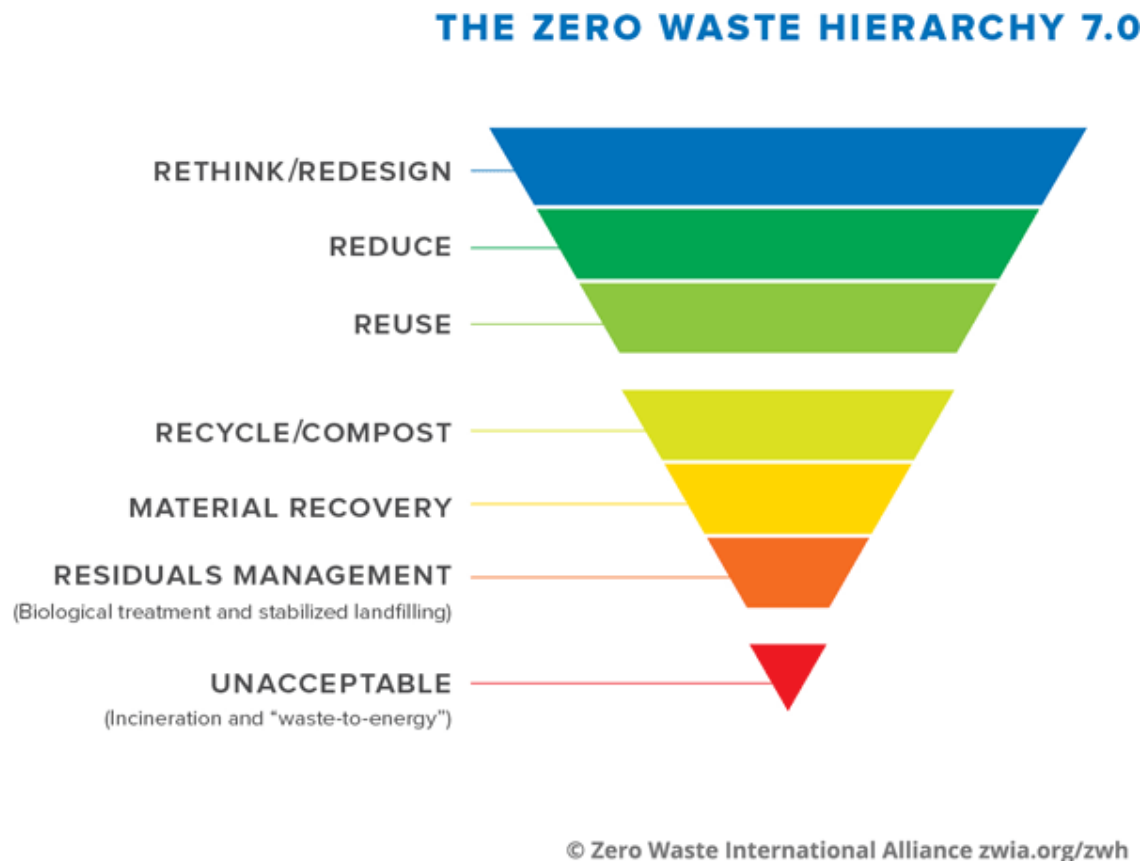 THE ZERO WASTE HIERARCHY 7.0
RETHINK/REDESIGN
REDUCE
REUSE
RECYCLE/COMPOST
MATERIAL RECOVERY
RESIDUALS MANAGEMENT
(Biological treatment and stabilized landfilling)
UNACCEPTABLE
(Incineration and “waste-to-energy”)
© Zero Waste International Alliance zwia.org/zwh